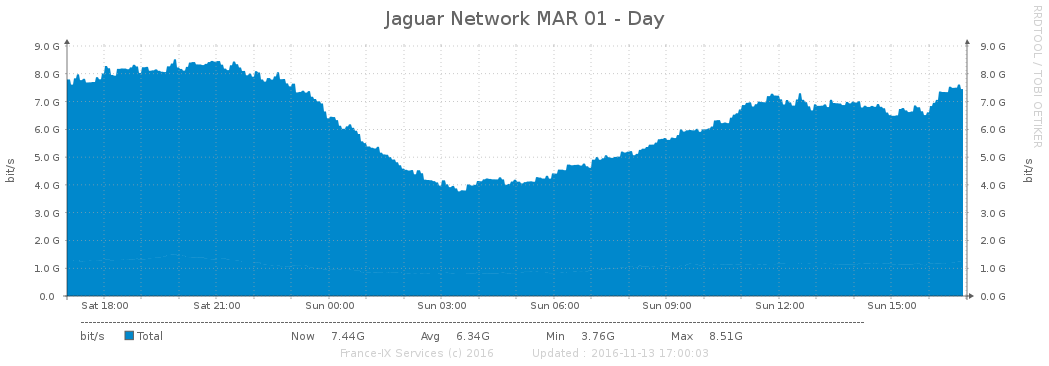 Jaguar Network MAR 01 - Day
RRDTOOL / TOBI OETIKER
9.0 G 9.0 G
8.0 G 8.0 G
7.0 G 7.0 G
6.0 G 6.0 G
5.0 G 5.0 G
bit/s bit/s
4.0 G 4.0 G
3.0 G 3.0 G
2.0 G 2.0 G
1.0 G 1.0 G
0.0 0.0 G
Sat 18:00 Sat 21:00 Sun 00:00 Sun 03:00 Sun 06:00 Sun 09:00 Sun 12:00 Sun 15:00
bit/s Total Now 7.44G Avg 6.34G Min 3.76G Max 8.51G
France-IX Services (c) 2016 Updated : 2016-11-13 17:00:03